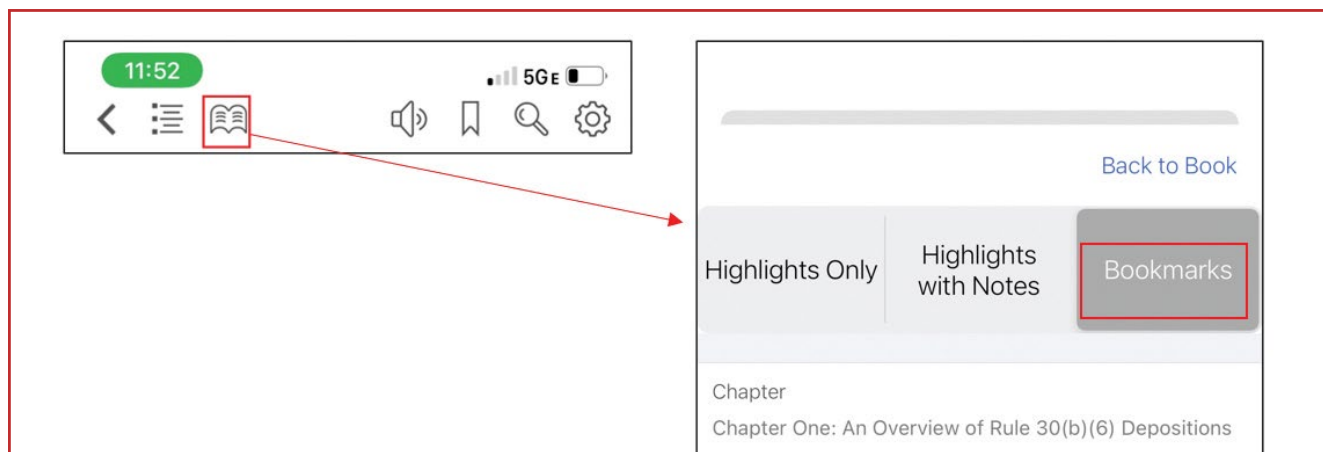 11:52
5GE
Back to Book
Highlights Only
Highlights
with Notes
Bookmarks
Chapter
Chapter One: An Overview of Rule 30(b)(6) Depositions